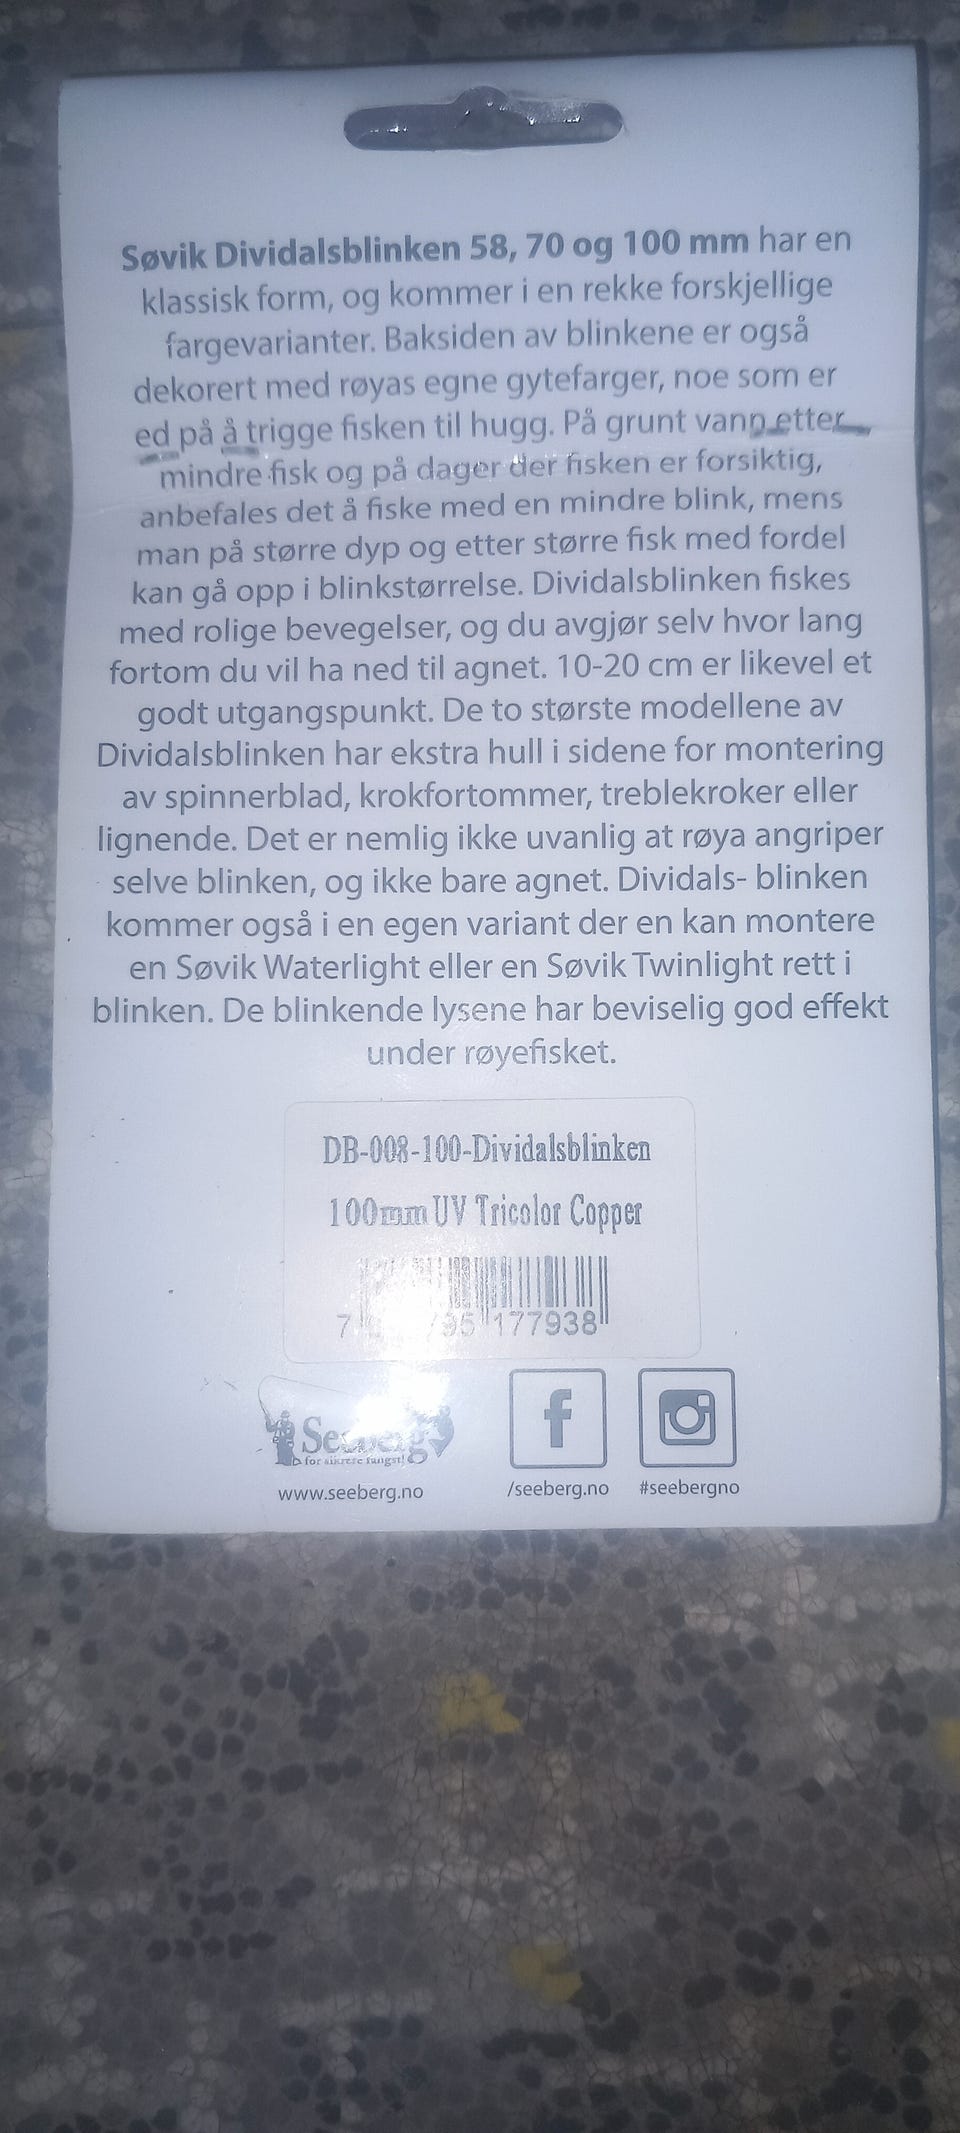 Søvik Dividalsblinken 58, 70 og 100 mm har en
klassisk form, og kommer i en rekke forskjellige
fargevarianter. Baksiden av blinkene er også
dekorert med røyas egne gytefarger, noe som er
ed på å trigge fisken til hugg. På grunt vann etter
mindre fisk og på dager der fisken er forsiktig,
anbefales det å fiske med en mindre blink, mens
man på større dyp og etter større fisk med fordel
kan gå opp i blinkstørrelse. Dividalsblinken fiskes
med rolige bevegelser, og du avgjør selv hvor lang
fortom du vil ha ned til agnet. 10-20 cm er likevel et
godt utgangspunkt. De to største modellene av
Dividalsblinken har ekstra hull i sidene for montering
av spinnerblad, krokfortommer, treblekroker eller
lignende. Det er nemlig ikke uvanlig at røya angriper
selve blinken, og ikke bare agnet. Dividals- blinken
kommer også i en egen variant der en kan montere
en Søvik Waterlight eller en Søvik Twinlight rett i
blinken. De blinkende lysene har beviselig god effekt
under røyefisket.
DB-008-100-Dividalsblinken
100mm UV Tricolor Copper
7 795 177938
Seeberg
for sikrere fangst!
www.seeberg.no
/seeberg.no
#seebergno